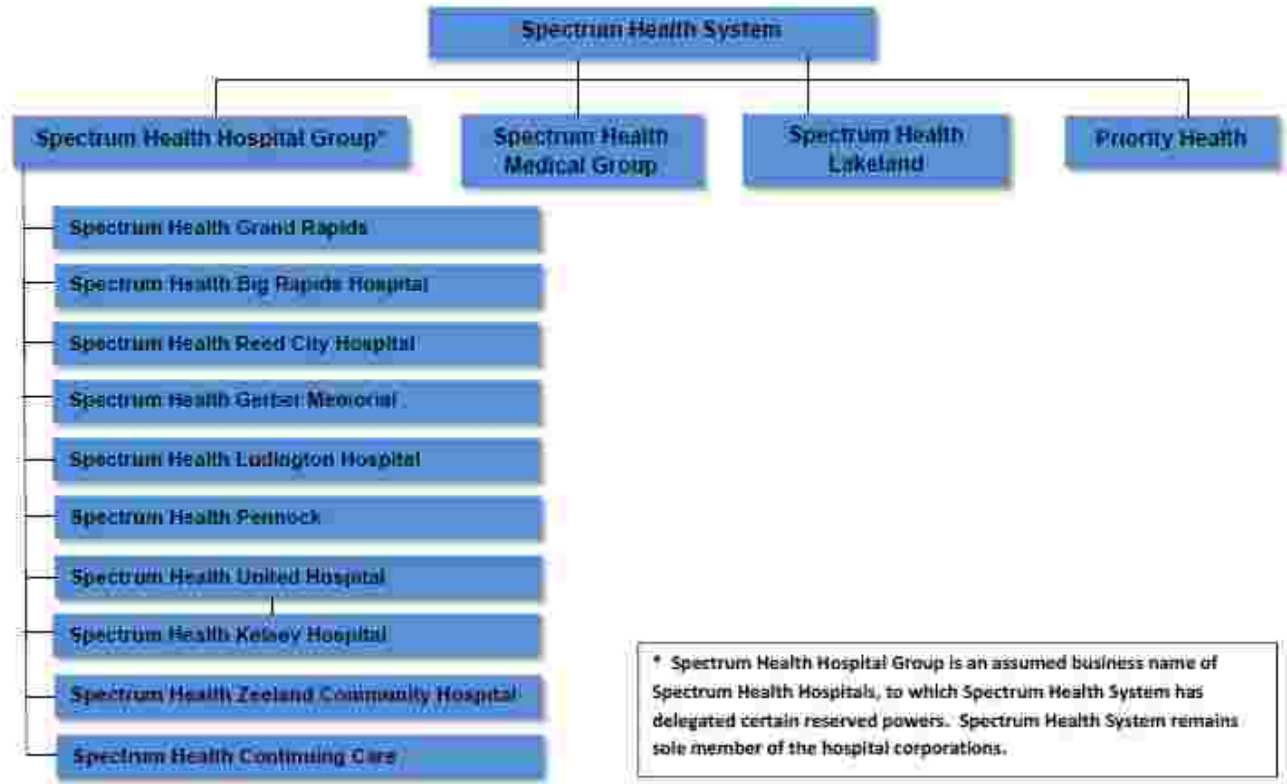 Spectrum Health System
Spectrum Health Hospital Group*
Spectrum Health
Medical Group
Spectrum Health
Lakeland
Priority Health
Spectrum Health Grand Rapids
Spectrum Health Big Rapids Hospital
Spectrum Health Reed City Hospital
Spectrum Health Gerber Memorial
Spectrum Health Ludington Hospital
Spectrum Health Pennock
Spectrum Health United Hospital
Spectrum Health Kelsey Hospital
Spectrum Health Zeeland Community Hospital
Spectrum Health Continuing Care
* Spectrum Health Hospital Group is an assumed business name of
Spectrum Health Hospitals, to which Spectrum Health System has
delegated certain reserved powers. Spectrum Health System remains
sole member of the hospital corporations.